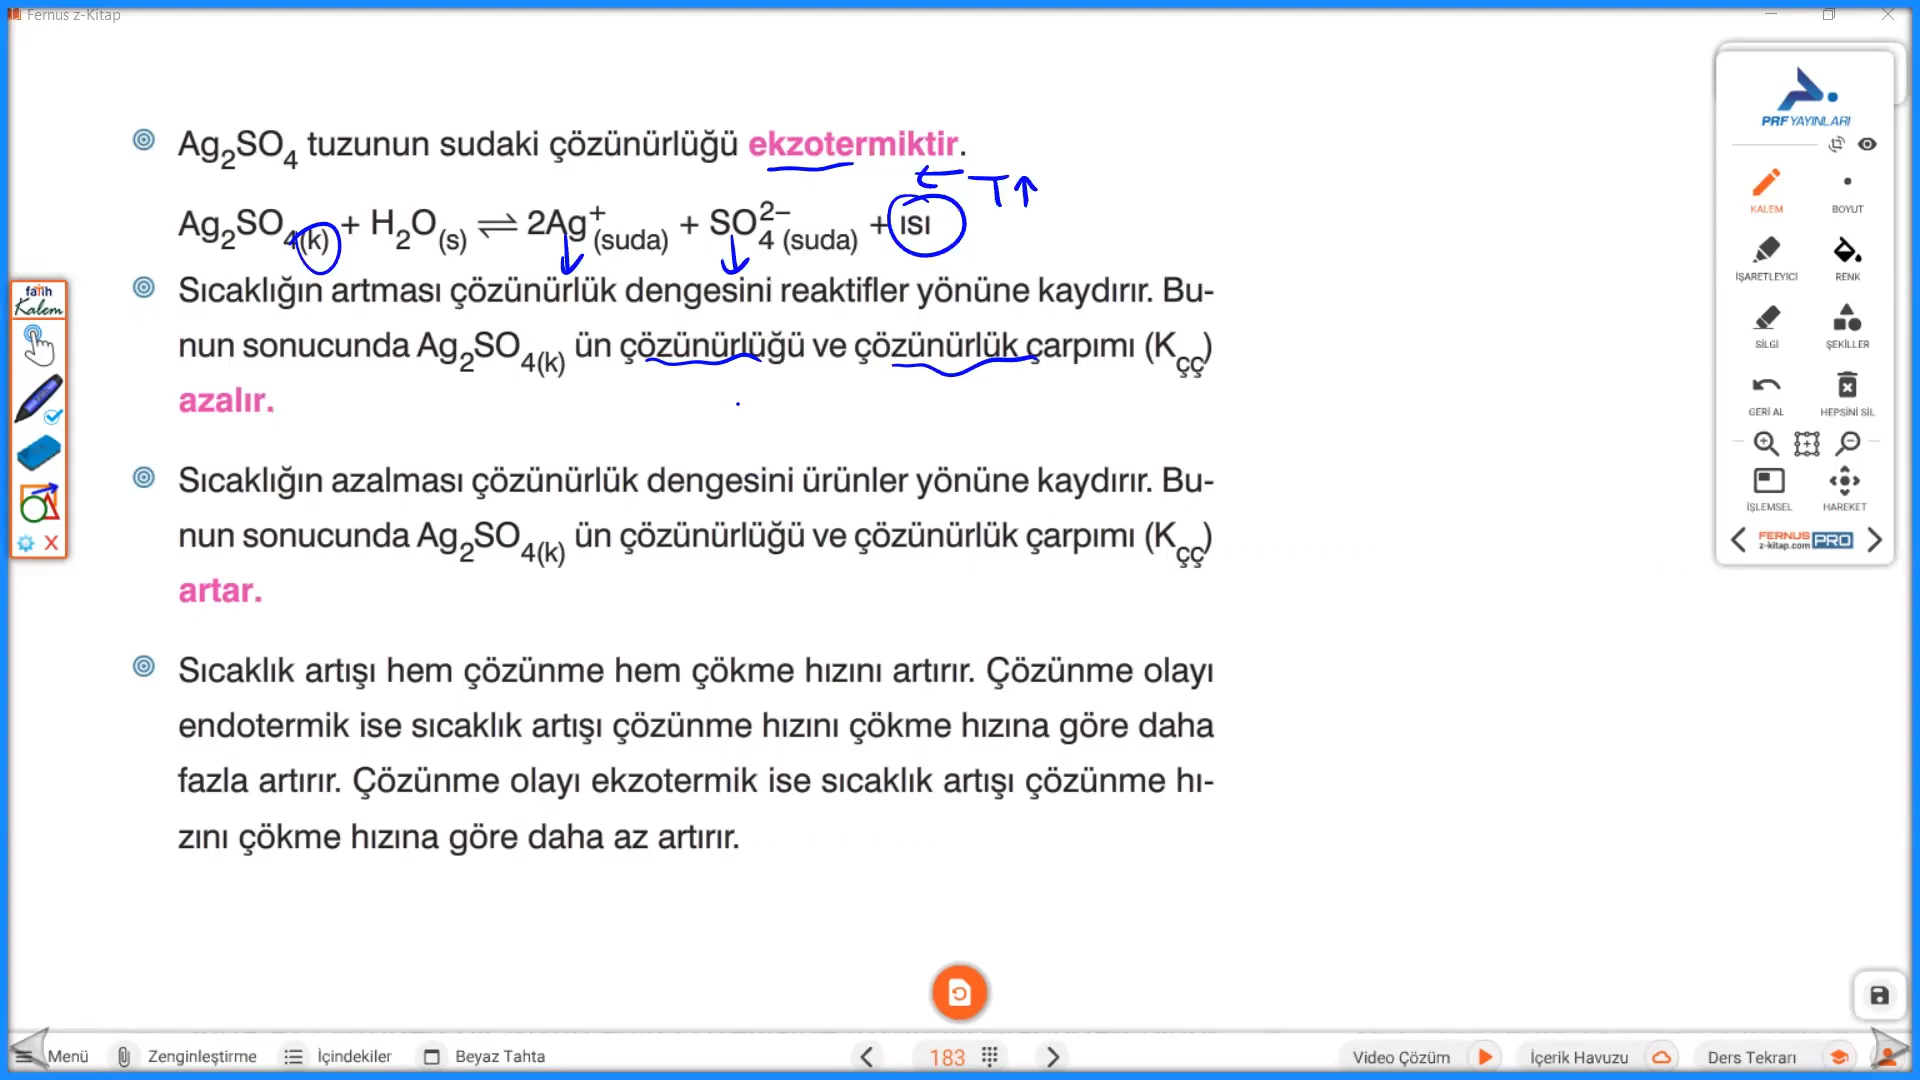 Fernus z-Kitap
Ag₂SO₄ tuzunun sudaki çözünürlüğü ekzotermiktir.
T↑
Ag₂SO₄(k) + H₂O(s) ⇌ 2Ag⁺(suda) + SO₄²⁻(suda) + ısı
Sıcaklığın artması çözünürlük dengesini reaktifler yönüne kaydırır. Bu-
nun sonucunda Ag₂SO₄(k) ün çözünürlüğü ve çözünürlük çarpımı (Kçç)
azalır.
Sıcaklığın azalması çözünürlük dengesini ürünler yönüne kaydırır. Bu-
nun sonucunda Ag₂SO₄(k) ün çözünürlüğü ve çözünürlük çarpımı (Kçç)
artar.
Sıcaklık artışı hem çözünme hem çökme hızını artırır. Çözünme olayı
endotermik ise sıcaklık artışı çözünme hızını çökme hızına göre daha
fazla artırır. Çözünme olayı ekzotermik ise sıcaklık artışı çözünme hı-
zını çökme hızına göre daha az artırır.
fatih
Kalem
PRF YAYINLARI
KALEM BOYUT
İŞARETLEYİCİ RENK
SİLGİ ŞEKİLLER
GERİ AL HEPSİNİ SİL
İŞLEMSEL HAREKET
FERNUS
z-kitap.com PRO
Menü Zenginleştirme İçindekiler Beyaz Tahta 183 Video Çözüm İçerik Havuzu Ders Tekrarı